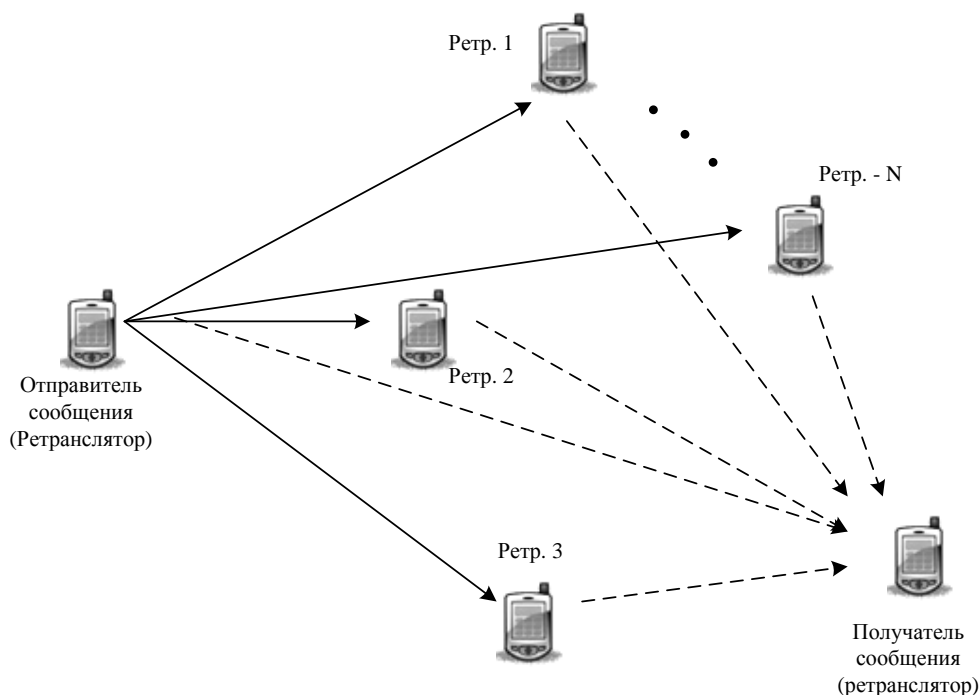 Ретр. 1
Ретр. - N
Отправитель
сообщения
(Ретранслятор)
Ретр. 2
Ретр. 3
Получатель
сообщения
(ретранслятор)